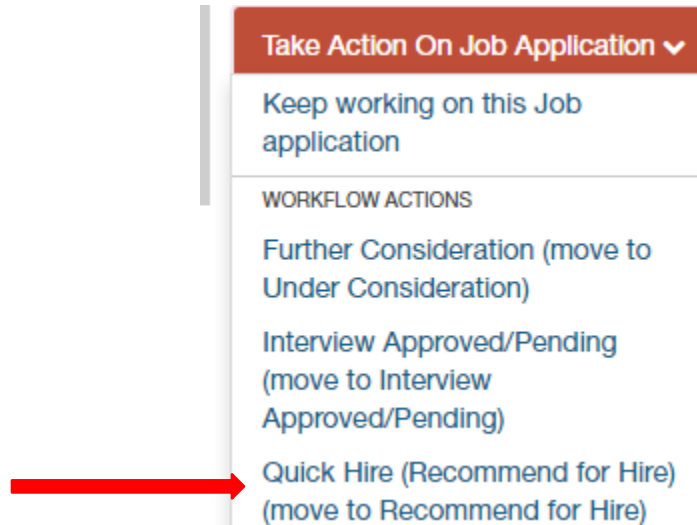 Take Action On Job Application
Keep working on this Job
application
WORKFLOW ACTIONS
Further Consideration (move to
Under Consideration)
Interview Approved/Pending
(move to Interview
Approved/Pending)
Quick Hire (Recommend for Hire)
(move to Recommend for Hire)